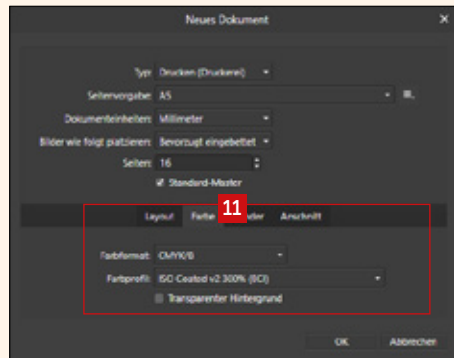 Neues Dokument
Typ: Drucken (Druckerei)
Seitenvorgabe: A5
Dokumenteinheiten: Millimeter
Bilder wie folgt platzieren: Bevorzugt eingebettet
Seiten: 16
Standard-Master
Layout Farbe 11 Anschnitt
Farbformat: CMYK/8
Farbprofil: ISO Coated v2 300% (ECI)
Transparenter Hintergrund
OK Abbrechen